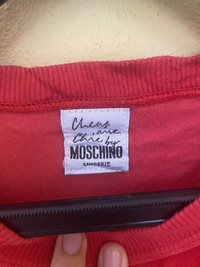 Cheap
and
Chic by
MOSCHINO
LINGERIE